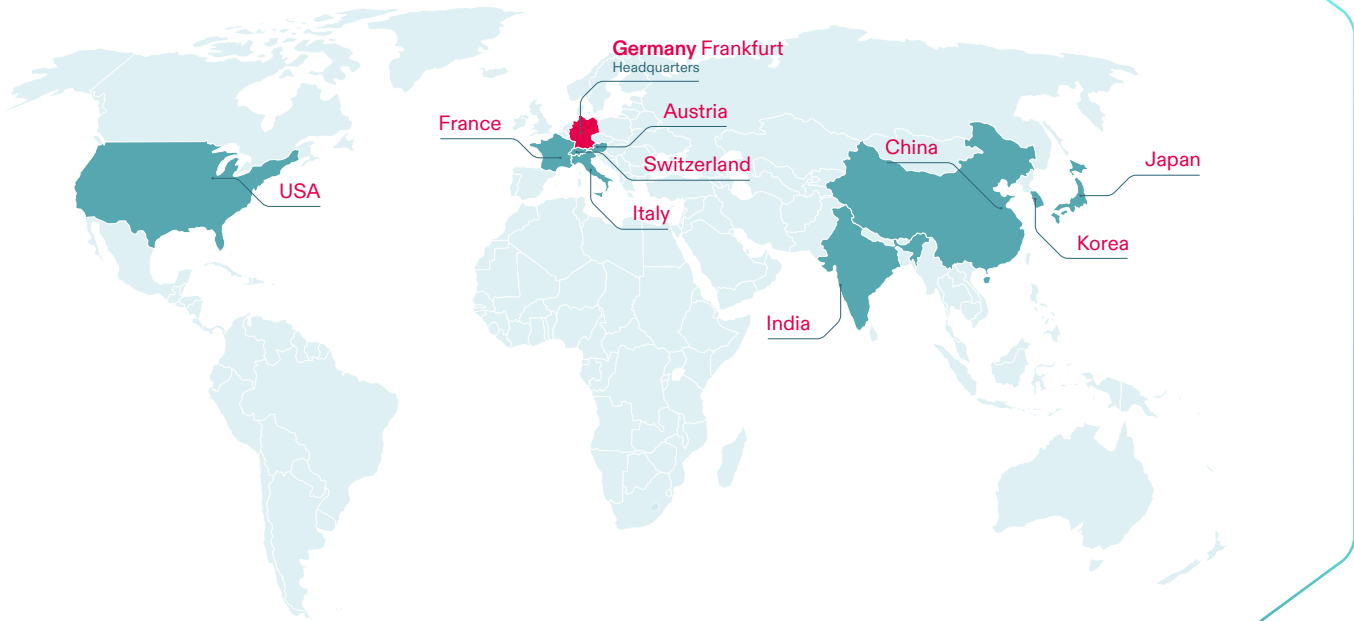 Germany Frankfurt
Headquarters
Austria
France
Switzerland
China
Japan
USA
Italy
Korea
India